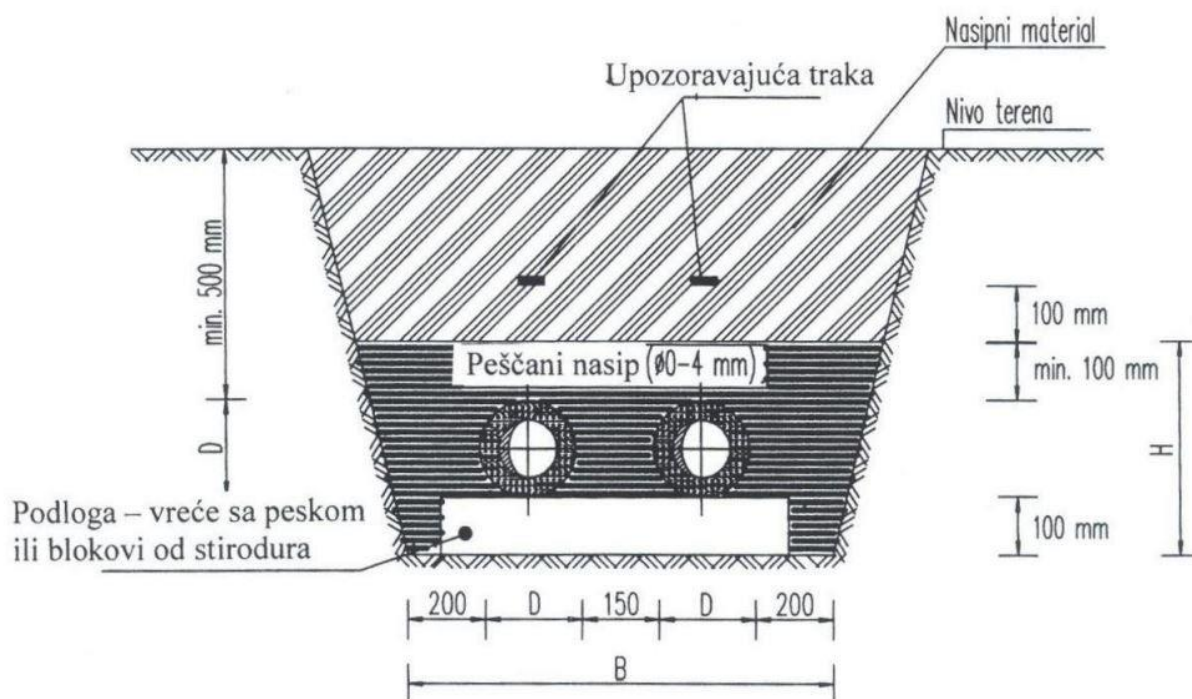 Nasipni material
Upozoravajuća traka
Nivo terena
min. 500 mm
100 mm
Peščani nasip (ø0-4 mm)
min. 100 mm
D
H
Podloga – vreće sa peskom
ili blokovi od stirodura
100 mm
200 D 150 D 200
B